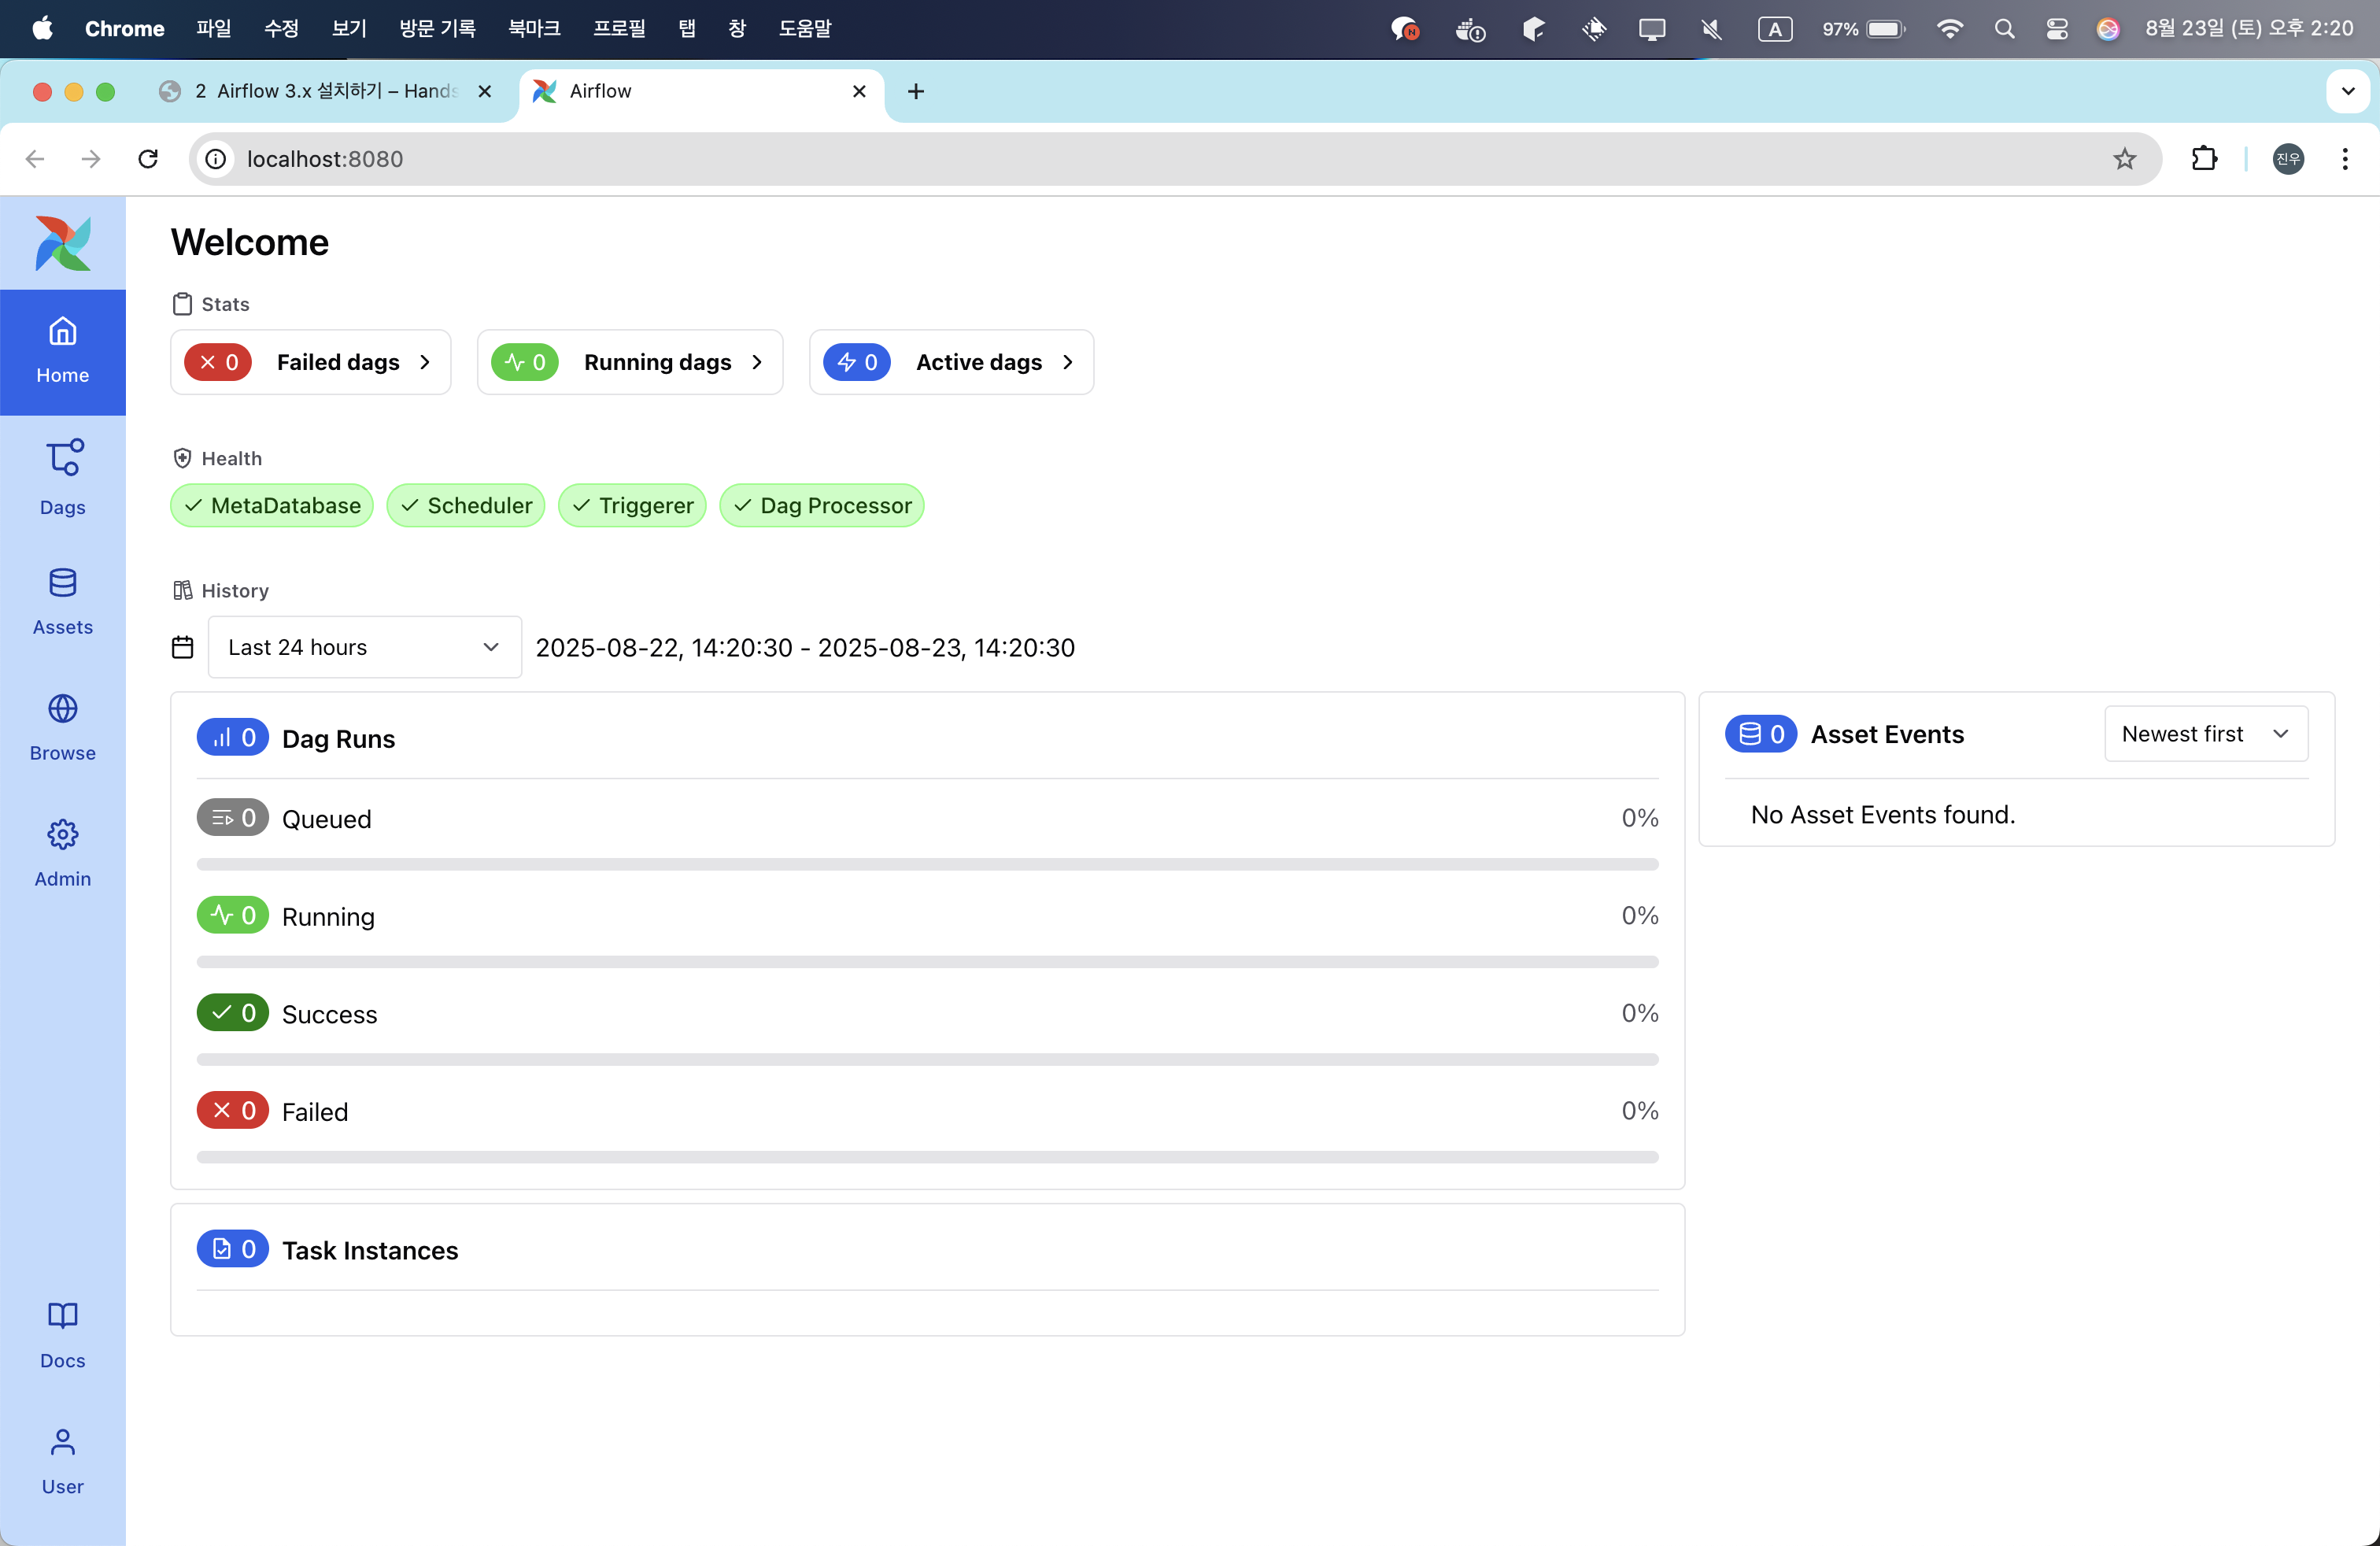 Chrome 파일 수정 보기 방문 기록 북마크 프로필 탭 창 도움말 N A 97% 8월 23일 (토) 오후 2:20
2 Airflow 3.x 설치하기 – Hands Airflow
localhost:8080 진우
Welcome
Stats
0 Failed dags 0 Running dags 0 Active dags
Home
Health
MetaDatabase Scheduler Triggerer Dag Processor
Dags
History
Assets
Last 24 hours 2025-08-22, 14:20:30 - 2025-08-23, 14:20:30
Browse
0 Dag Runs
0 Asset Events Newest first
0 Queued 0%
No Asset Events found.
Admin
0 Running 0%
0 Success 0%
0 Failed 0%
0 Task Instances
Docs
User